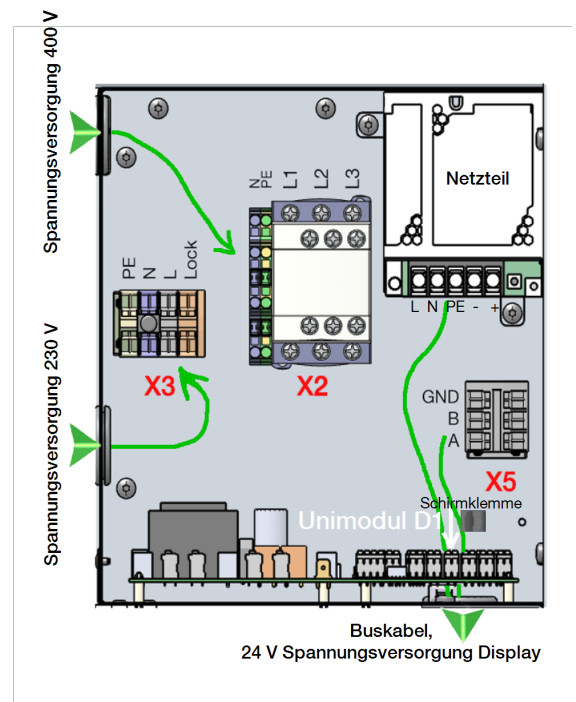 Spannungsversorgung 400 V
Netzteil
N
PE
L1
L2
L3
PE
N
L
Lock
L N PE - +
X3
X2
Spannungsversorgung 230 V
GND
B
A
X5
Schirmklemme
Unimodul D1
Buskabel,
24 V Spannungsversorgung Display